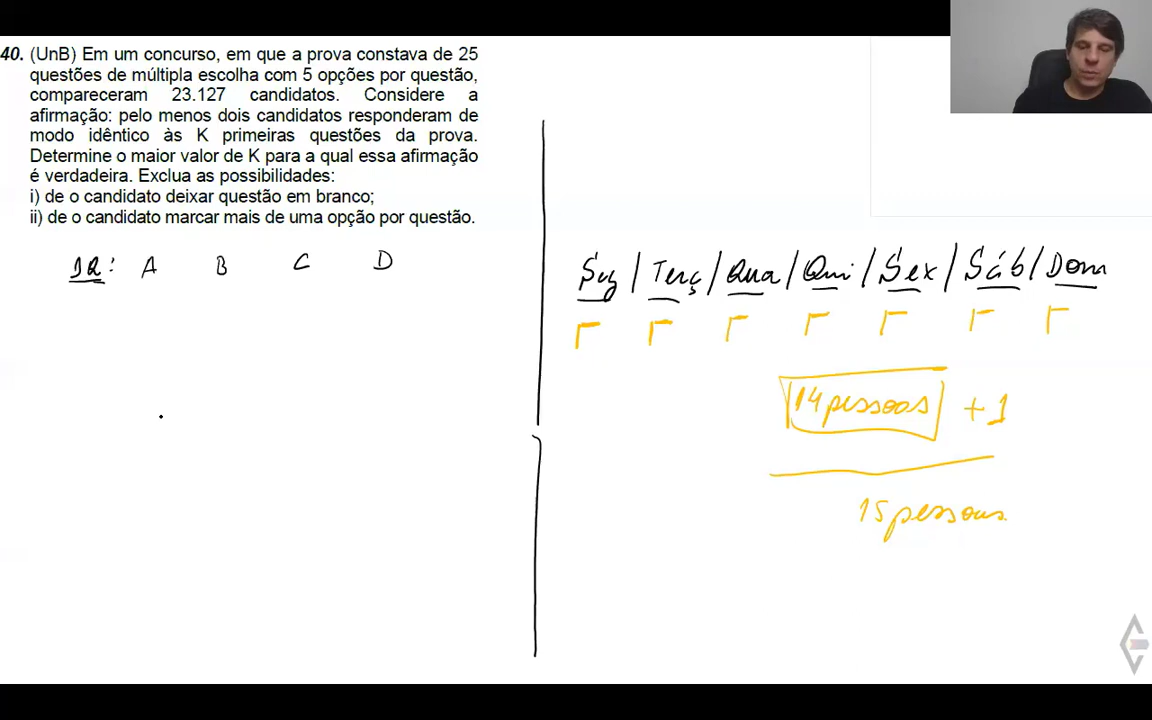 40. (UnB) Em um concurso, em que a prova constava de 25
questões de múltipla escolha com 5 opções por questão,
compareceram 23.127 candidatos. Considere a
afirmação: pelo menos dois candidatos responderam de
modo idêntico às K primeiras questões da prova.
Determine o maior valor de K para a qual essa afirmação
é verdadeira. Exclua as possibilidades:
i) de o candidato deixar questão em branco;
ii) de o candidato marcar mais de uma opção por questão.
1Q: A B C D
Seg / Terç / Qua / Qui / Sex / Sáb / Dom
14 pessoas + 1
15 pessoas.